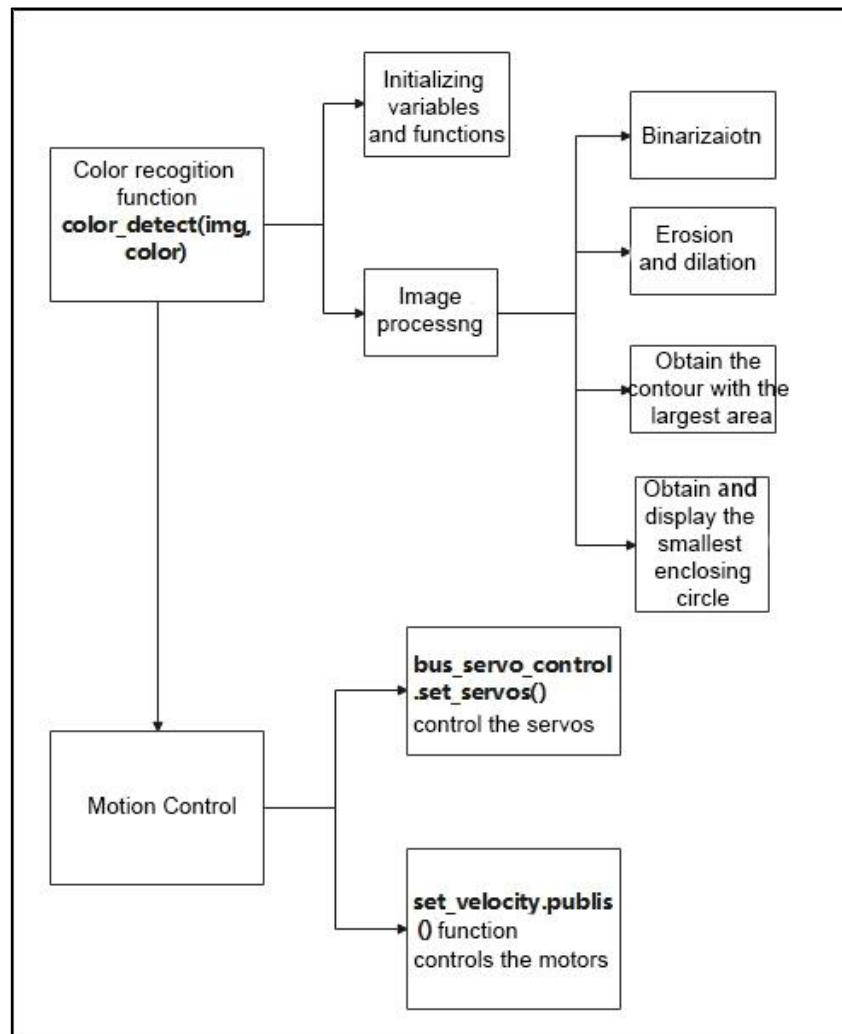 Color recogition
function
color_detect(img,
color)
Initializing
variables
and functions
Image
processng
Binarizaiotn
Erosion
and dilation
Obtain the
contour with the
largest area
Obtain and
display the
smallest
enclosing
circle
Motion Control
bus_servo_control
.set_servos()
control the servos
set_velocity.publis
() function
controls the motors